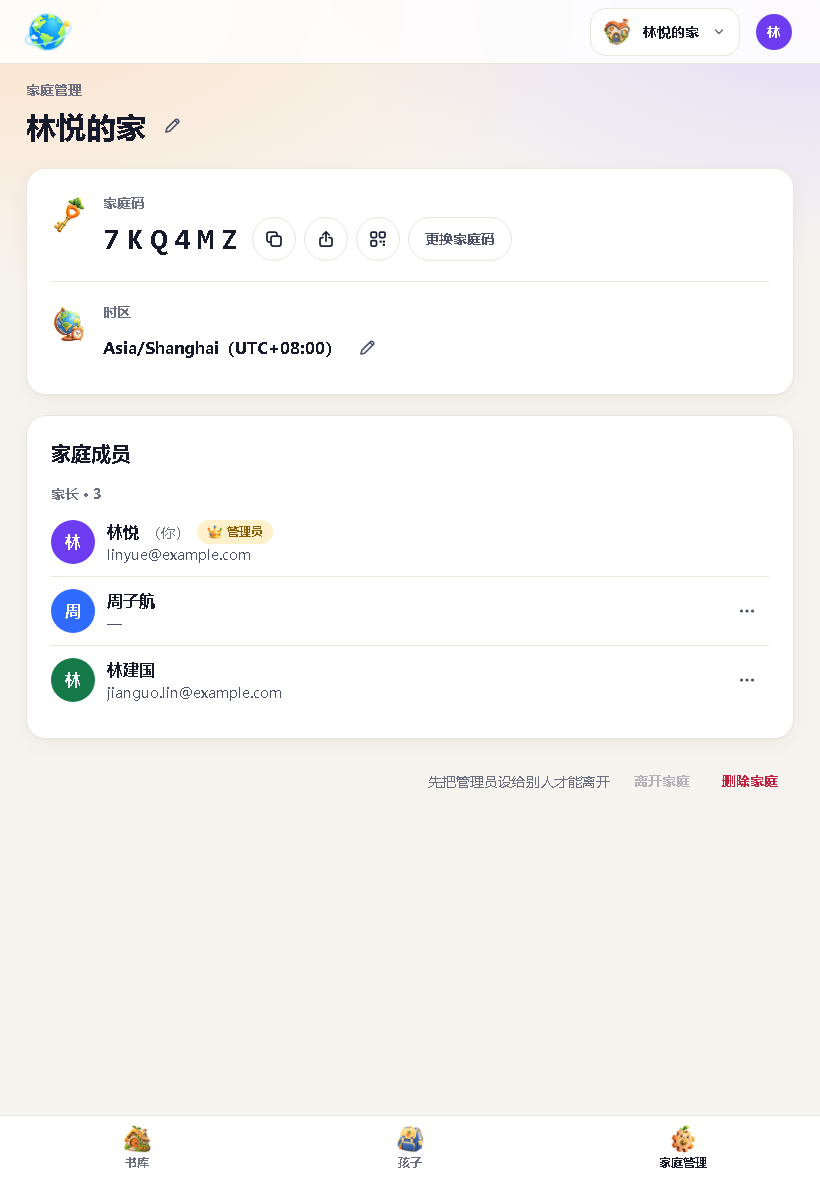 林悦的家
林
家庭管理
林悦的家
家庭码
7KQ4MZ
更换家庭码
时区
Asia/Shanghai（UTC+08:00）
家庭成员
家长 • 3
林
林悦 （你） 管理员
linyue@example.com
周
周子航
—
林
林建国
jianguo.lin@example.com
先把管理员设给别人才能离开 离开家庭 删除家庭
书库 孩子 家庭管理